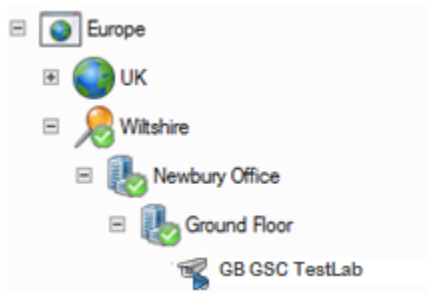 Europe
UK
Wiltshire
Newbury Office
Ground Floor
GB GSC TestLab